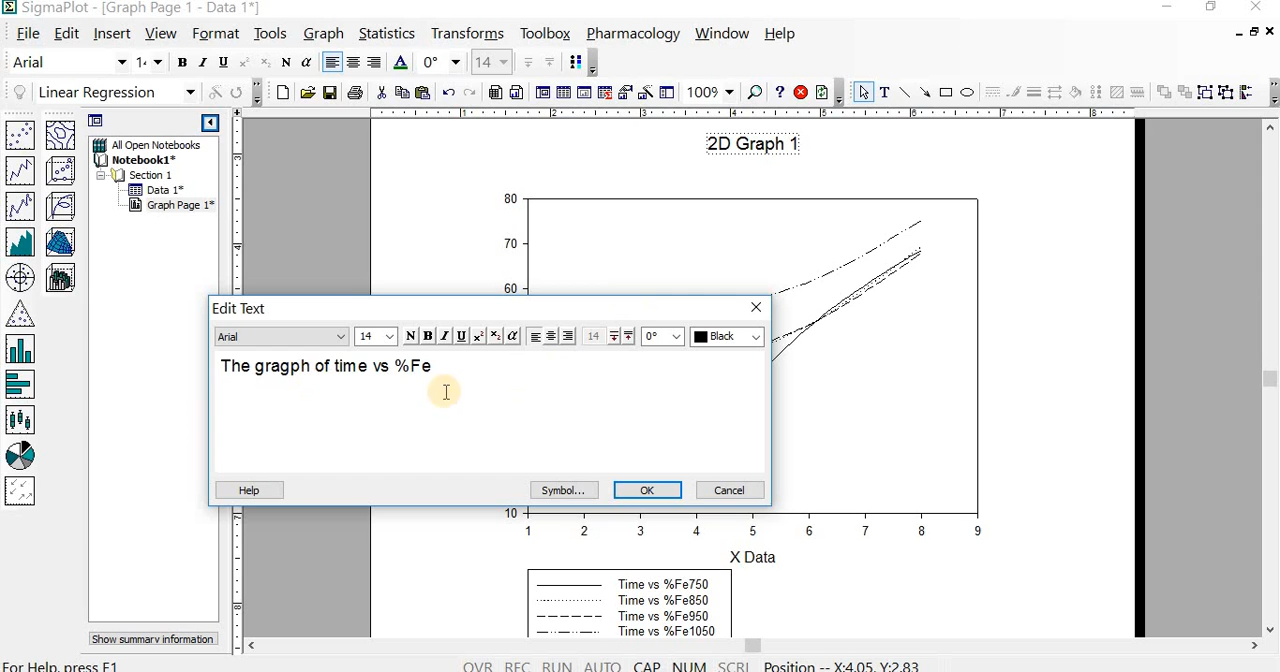 SigmaPlot - [Graph Page 1 - Data 1*]
File Edit Insert View Format Tools Graph Statistics Transforms Toolbox Pharmacology Window Help
Arial 14 B I U N α A 0° 14
Linear Regression 100% ? T
All Open Notebooks
Notebook1*
Section 1
Data 1*
Graph Page 1*
2D Graph 1
80
70
60
Edit Text
Arial 14 N B I U x² x₂ α 14 0° Black
The gragph of time vs %Fe
Help Symbol... OK Cancel
10
1 2 3 4 5 6 7 8 9
X Data
Time vs %Fe750
Time vs %Fe850
Time vs %Fe950
Time vs %Fe1050
Show summary information
For Help, press F1 OVR REC RUN AUTO CAP NUM SCRL Position -- X:4.05, Y:2.83